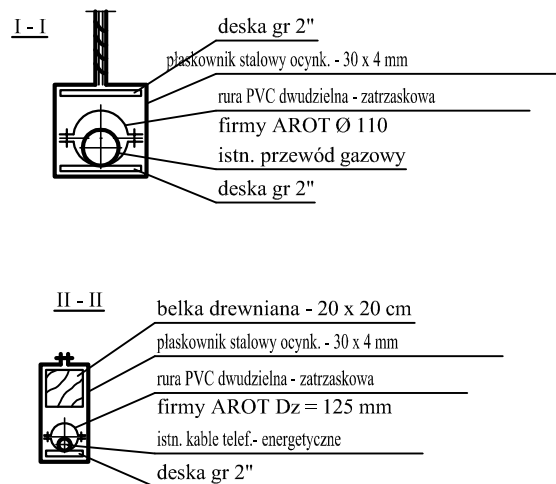 I - I
deska gr 2"
płaskownik stalowy ocynk. - 30 x 4 mm
rura PVC dwudzielna - zatrzaskowa
firmy AROT Ø 110
istn. przewód gazowy
deska gr 2"
II - II
belka drewniana - 20 x 20 cm
płaskownik stalowy ocynk. - 30 x 4 mm
rura PVC dwudzielna - zatrzaskowa
firmy AROT Dz = 125 mm
istn. kable telef.- energetyczne
deska gr 2"